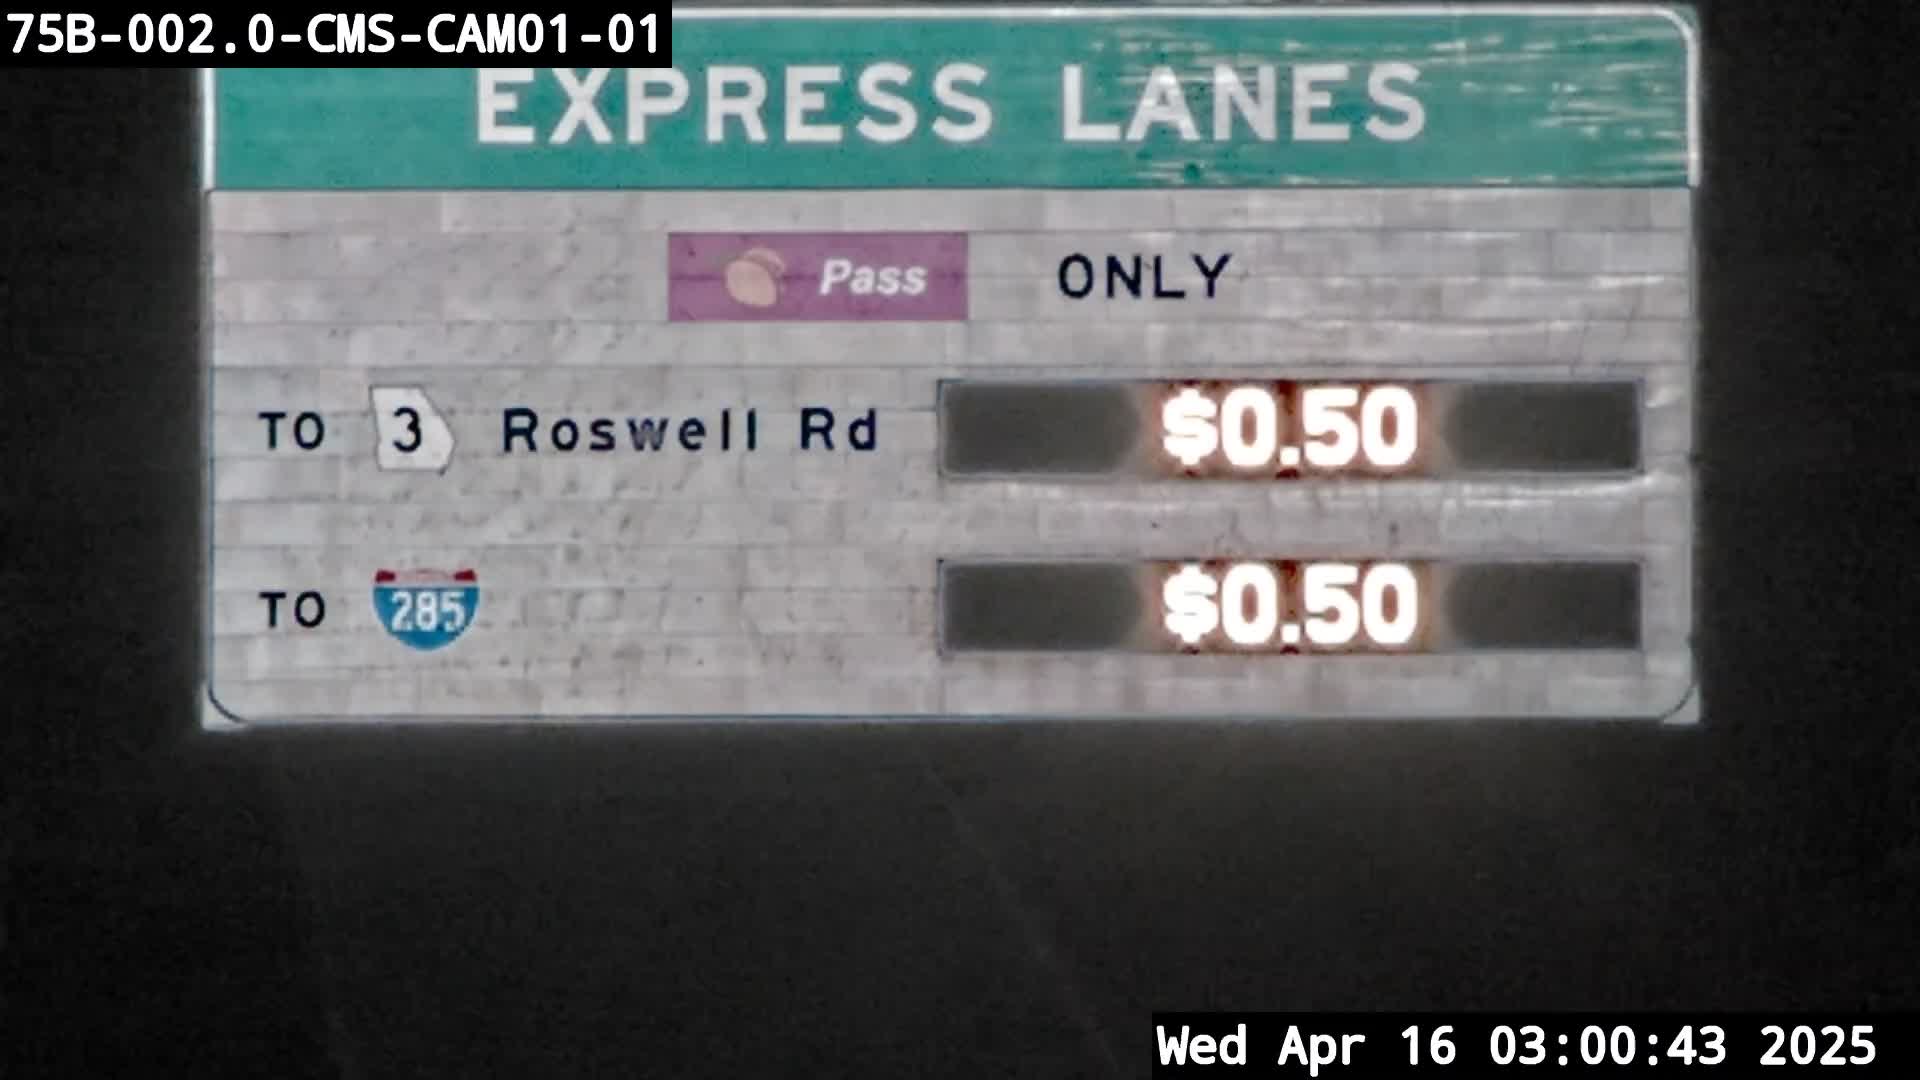 75B-002.0-CMS-CAM01-01
EXPRESS LANES
Pass ONLY
TO 3 Roswell Rd $0.50
TO 285 $0.50
Wed Apr 16 03:00:43 2025